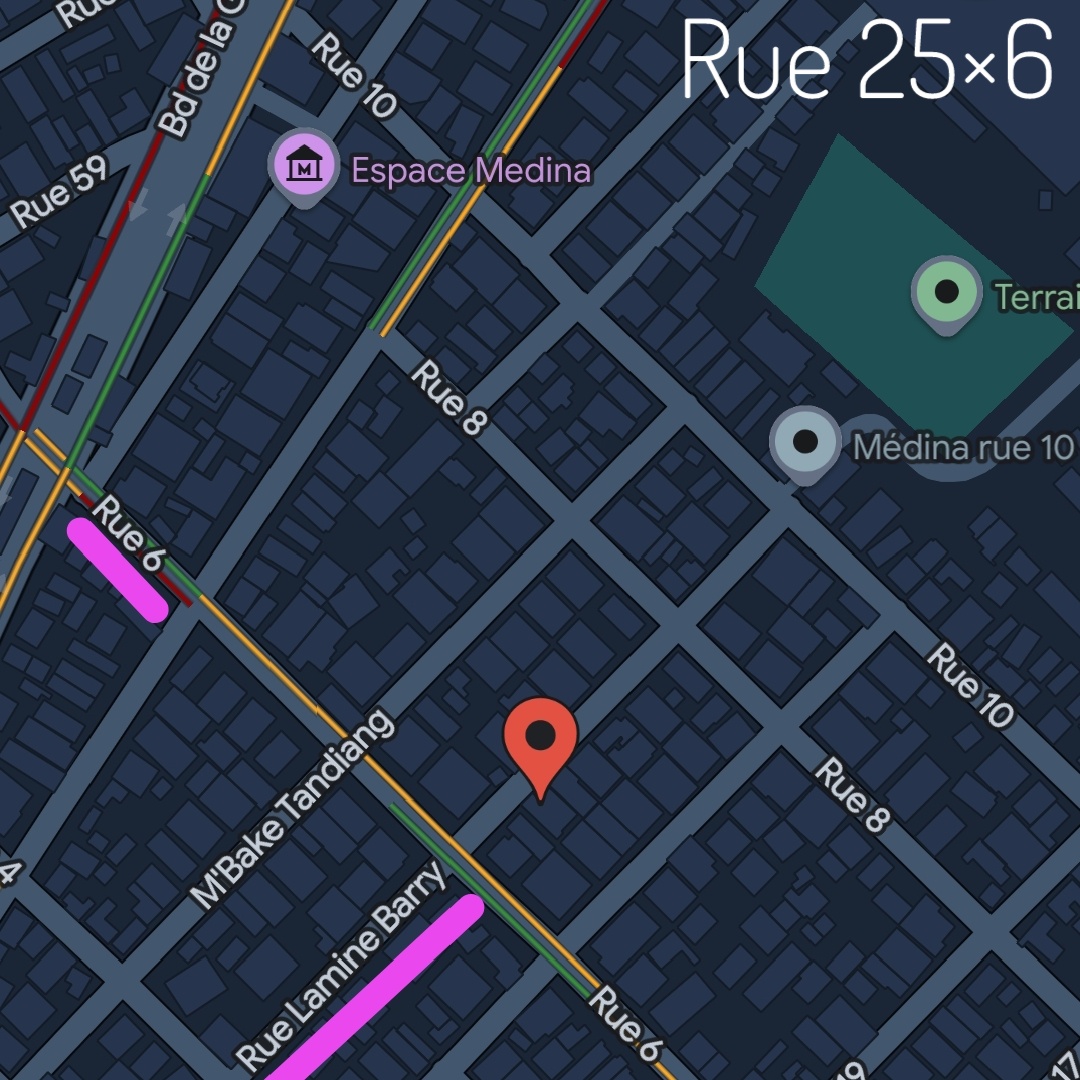 Rue
Rue 25×6
Bd de la G
Rue 10
Rue 59
Espace Medina
Terrai
Rue 8
Médina rue 10
Rue 6
Rue 10
M'Bake Tandiang
Rue 8
4
Rue Lamine Barry
Rue 6
19
17